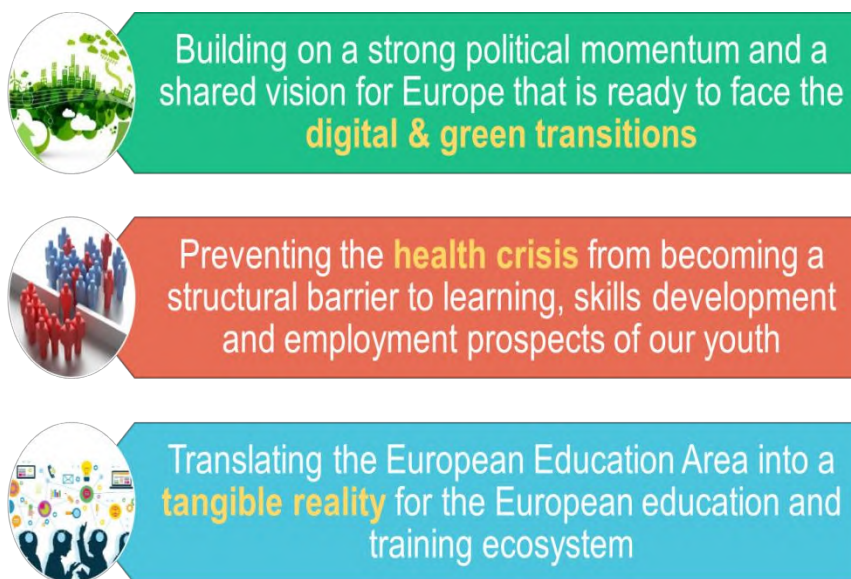 Building on a strong political momentum and a
shared vision for Europe that is ready to face the
digital & green transitions
Preventing the health crisis from becoming a
structural barrier to learning, skills development
and employment prospects of our youth
Translating the European Education Area into a
tangible reality for the European education and
training ecosystem